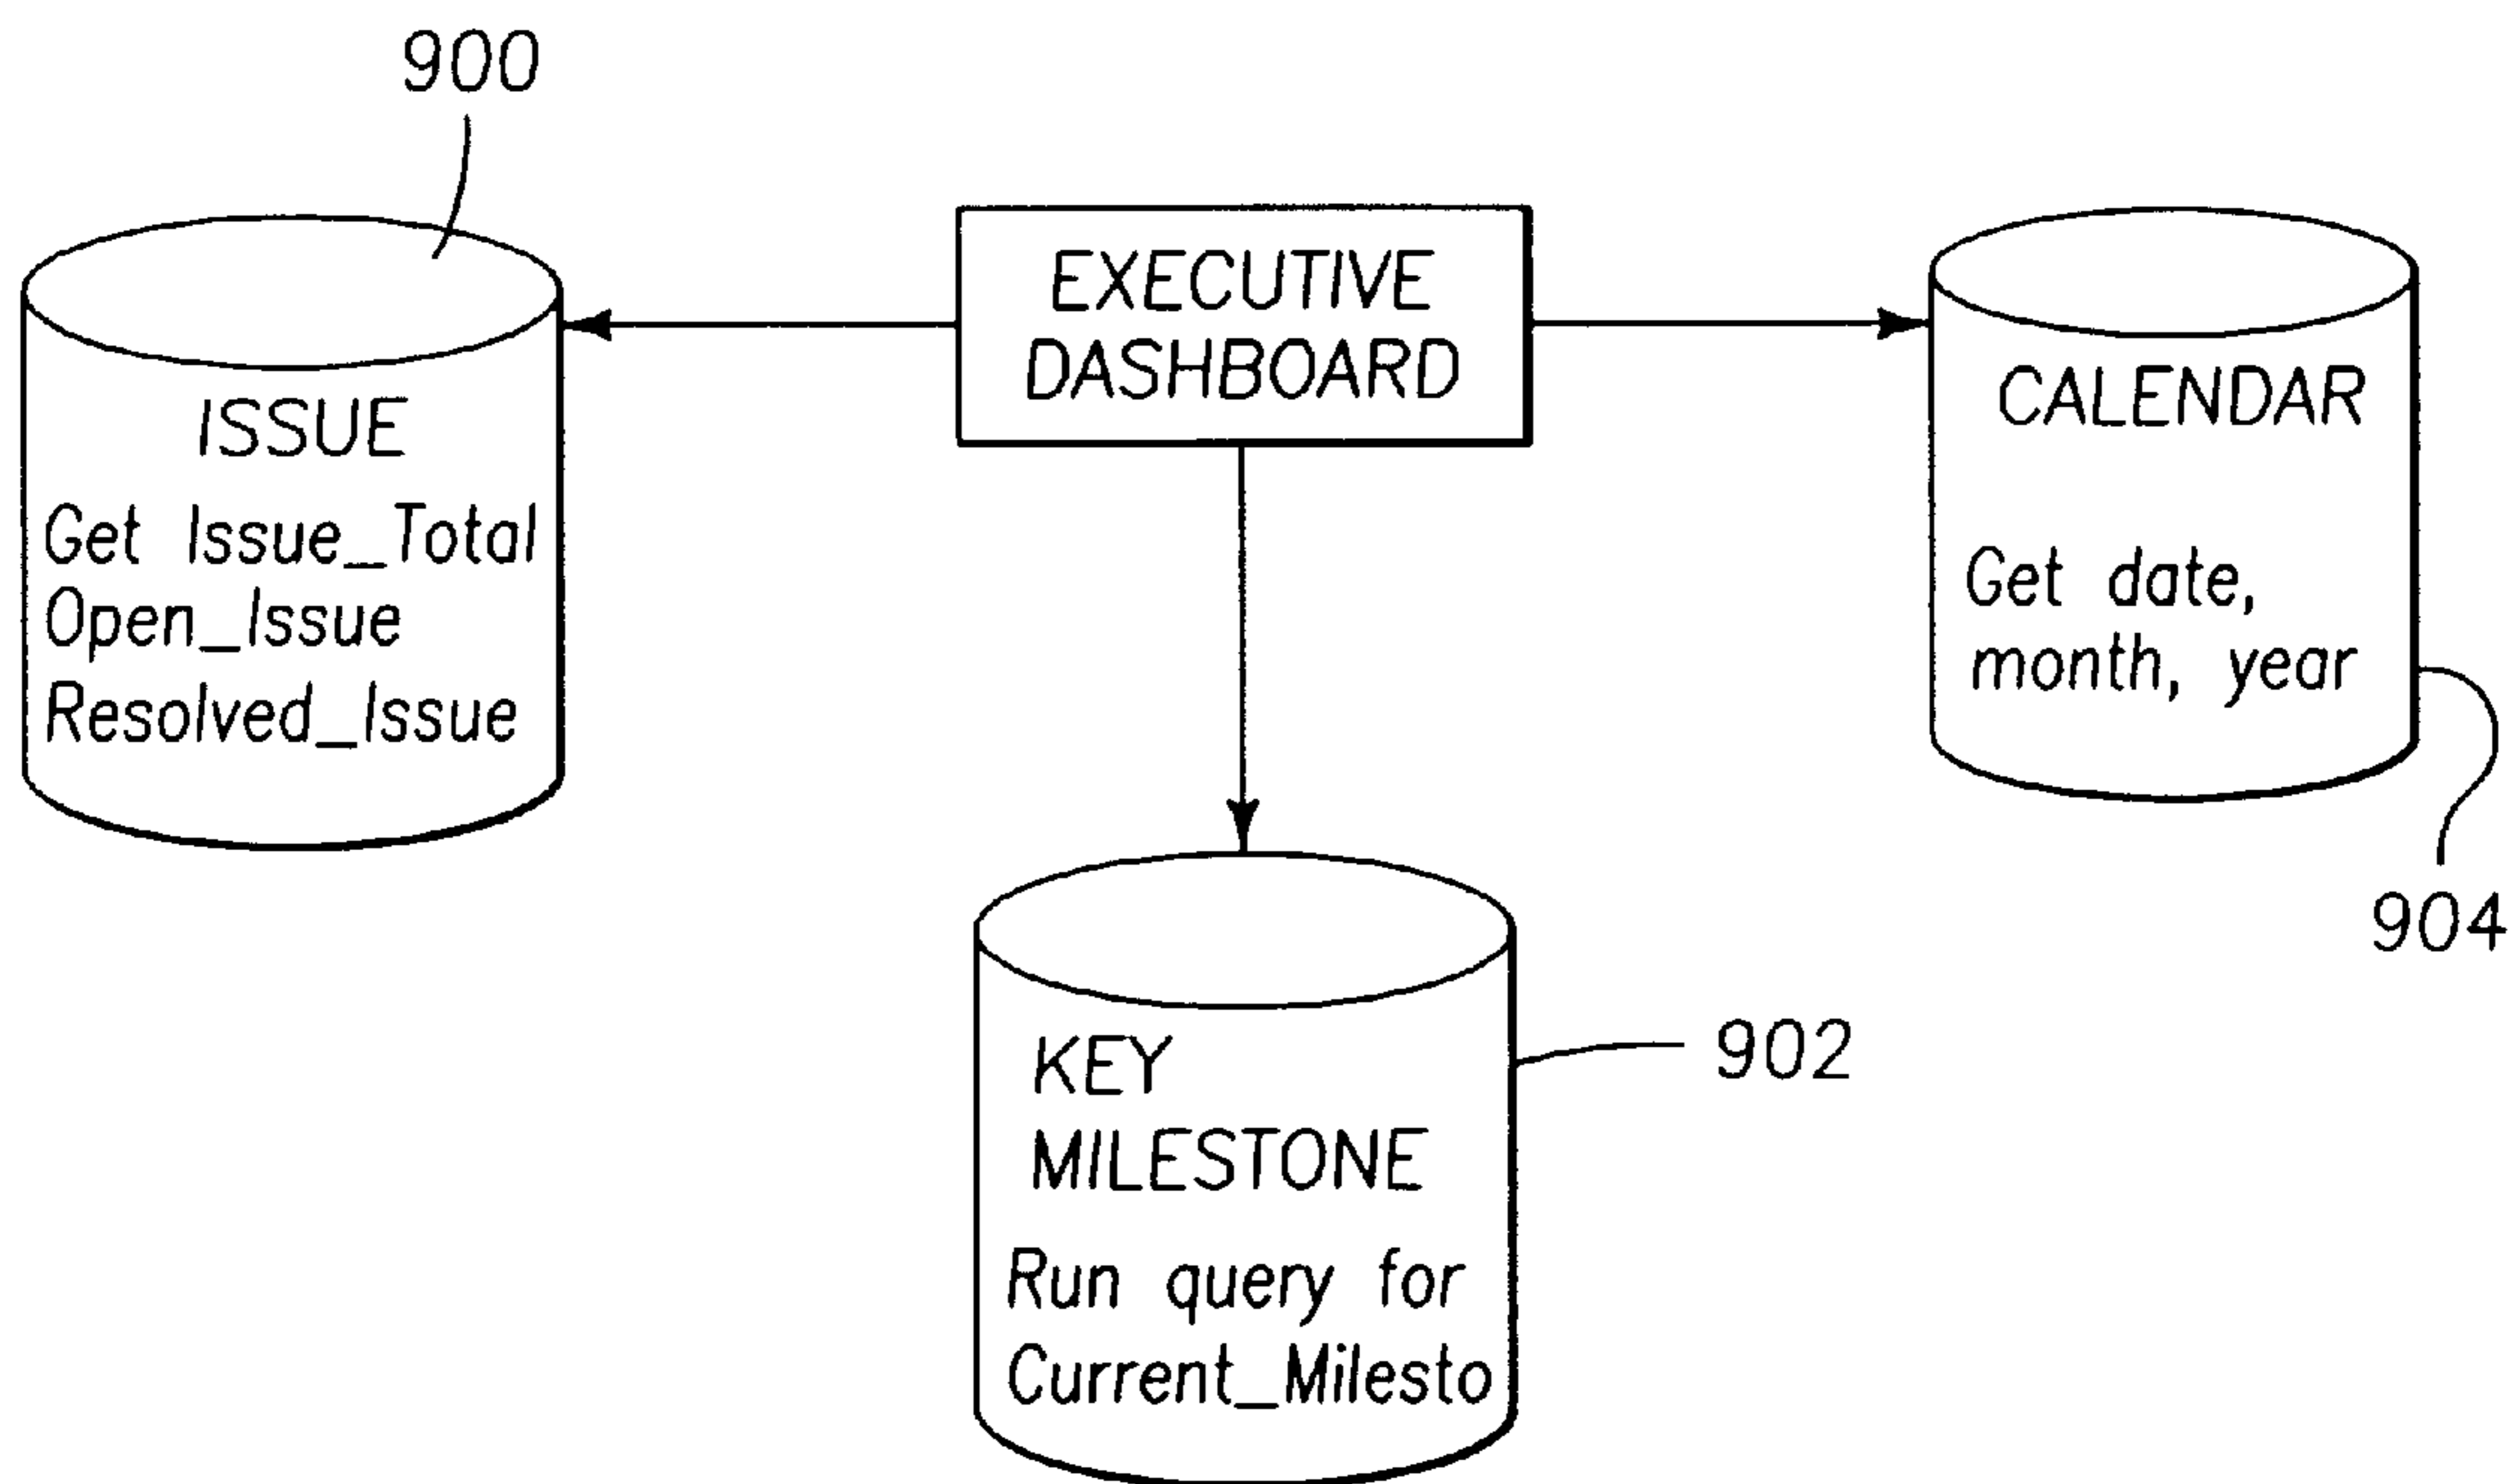 900
EXECUTIVE
DASHBOARD
ISSUE
Get Issue_Total
Open_Issue
Resolved_Issue
CALENDAR
Get date,
month, year
904
KEY
MILESTONE
Run query for
Current_Milesto
902